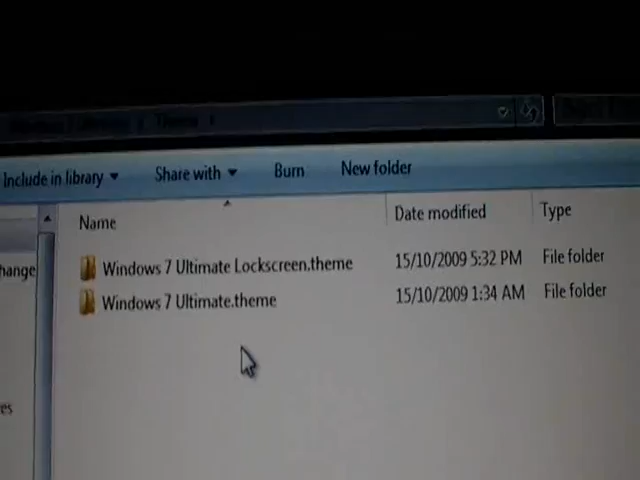 Include in library Share with Burn New folder
Name Date modified Type
Windows 7 Ultimate Lockscreen.theme 15/10/2009 5:32 PM File folder
hange
Windows 7 Ultimate.theme 15/10/2009 1:34 AM File folder
es